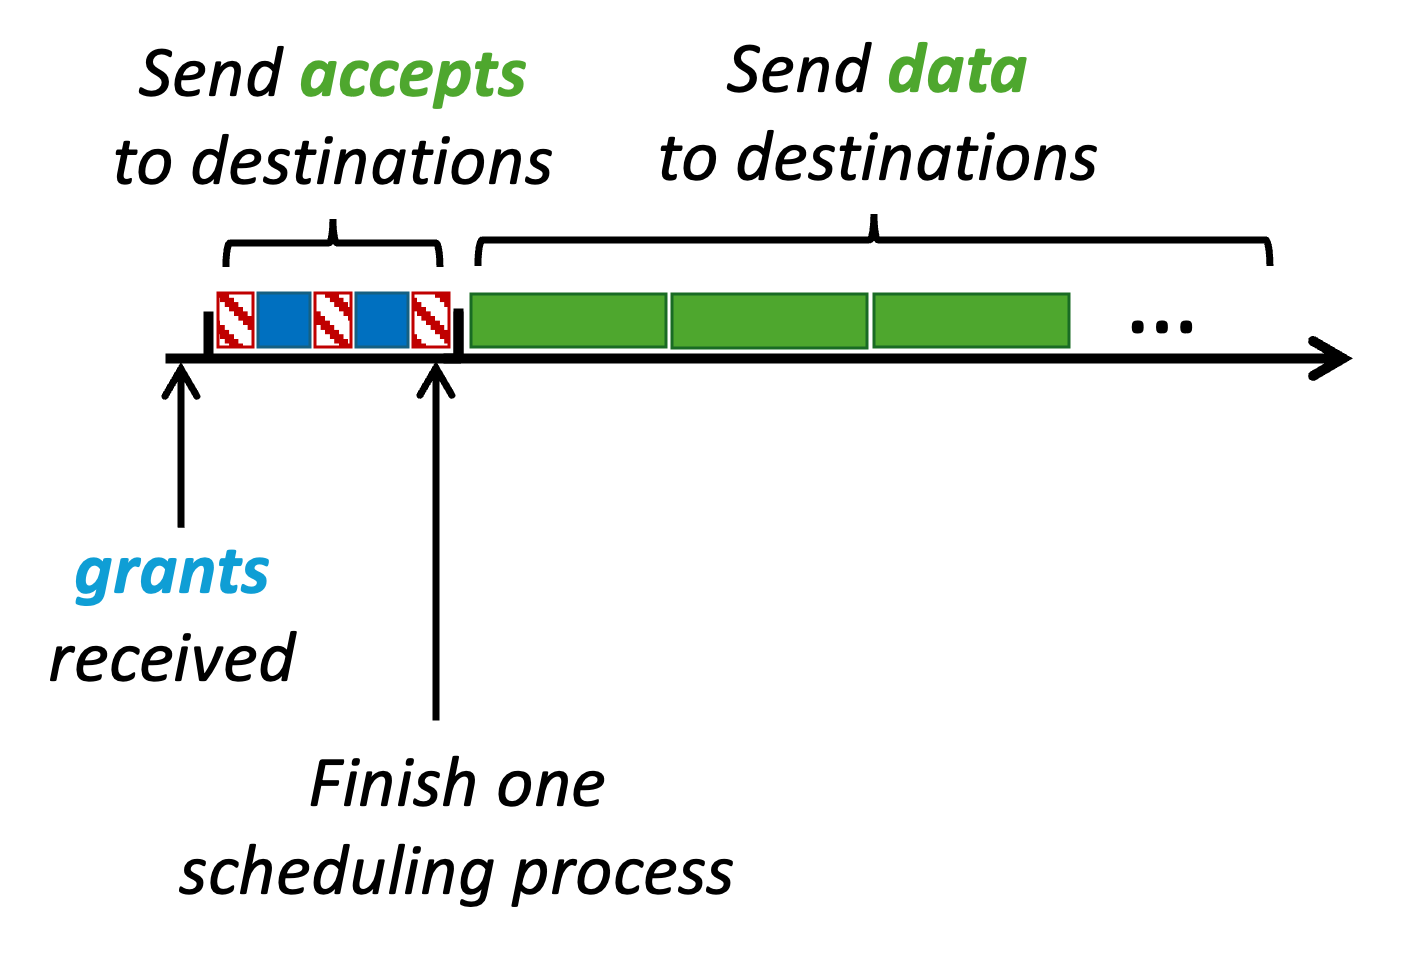 Send accepts
to destinations
Send data
to destinations
...
grants
received
Finish one
scheduling process